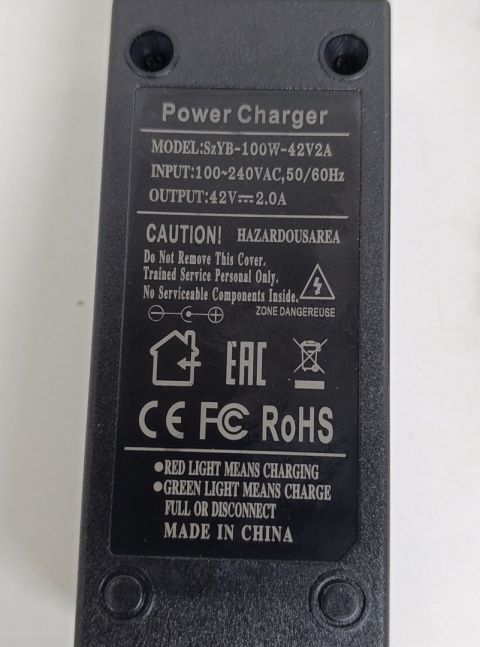 Power Charger
MODEL:SzYB-100W-42V2A
INPUT:100~240VAC,50/60Hz
OUTPUT:42V⎓2.0A
CAUTION! HAZARDOUSAREA
Do Not Remove This Cover.
Trained Service Personal Only.
No Serviceable Components Inside.
ZONE DANGEREUSE
EAC
CE FC RoHS
●RED LIGHT MEANS CHARGING
●GREEN LIGHT MEANS CHARGE
FULL OR DISCONNECT
MADE IN CHINA